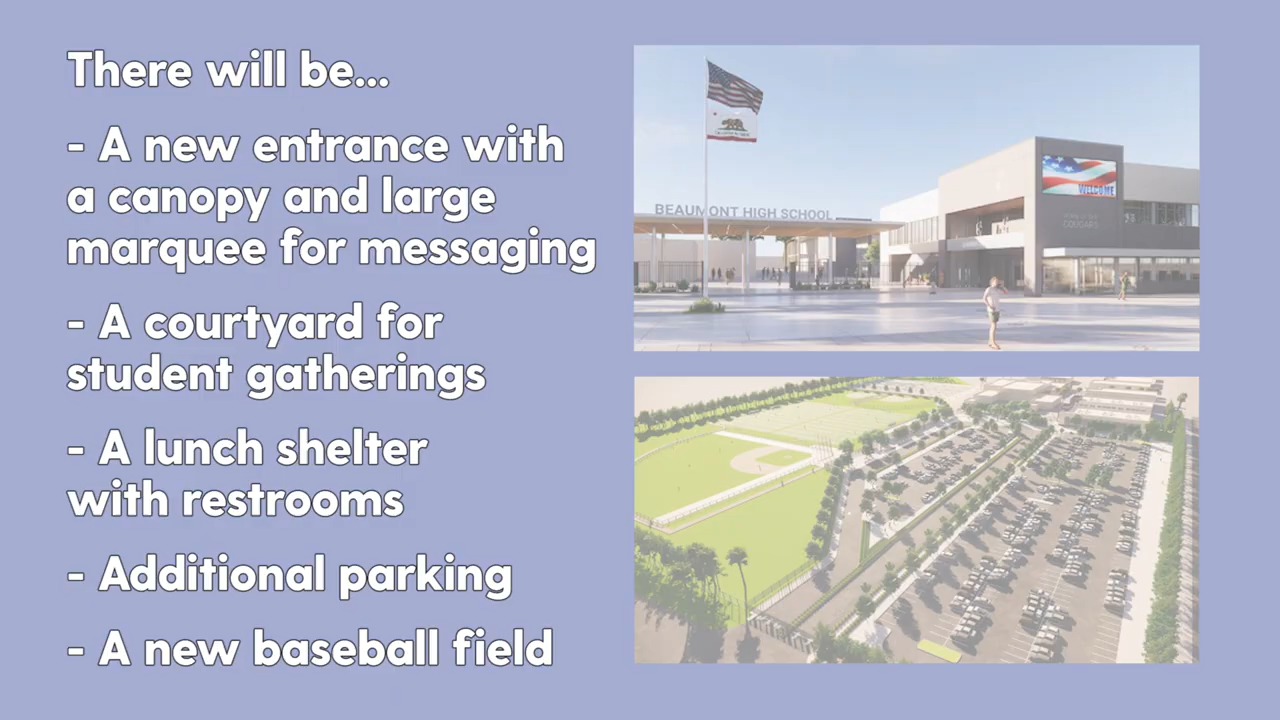 There will be...
- A new entrance with
a canopy and large
marquee for messaging
- A courtyard for
student gatherings
- A lunch shelter
with restrooms
- Additional parking
- A new baseball field
BEAUMONT HIGH SCHOOL
WELCOME
COUGARS